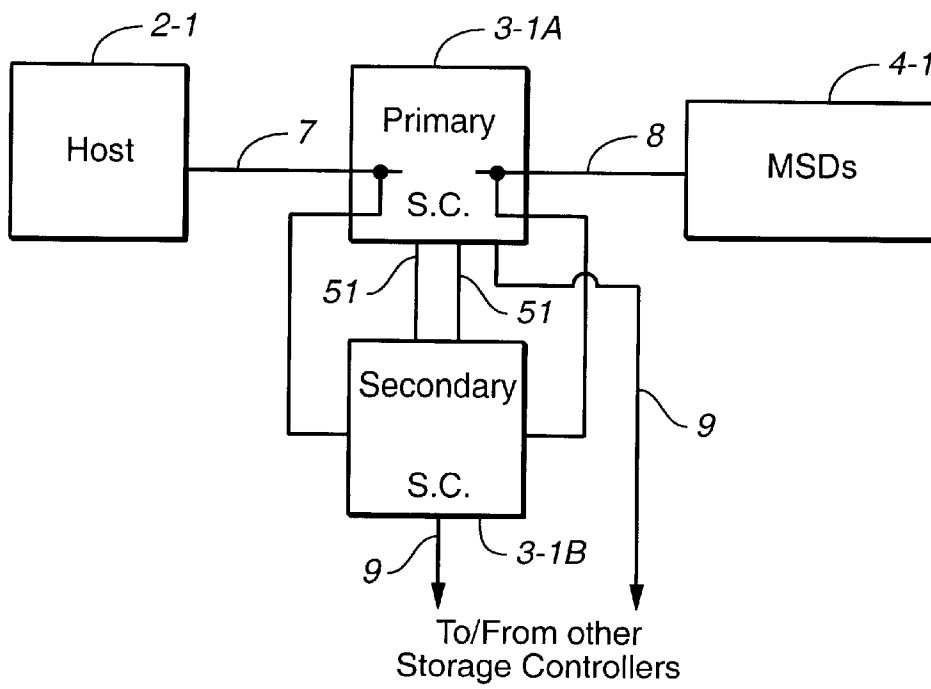 2-1
3-1A
4-1
Host
7
Primary
S.C.
8
MSDs
51
51
Secondary
S.C.
9
9
3-1B
To/From other
Storage Controllers